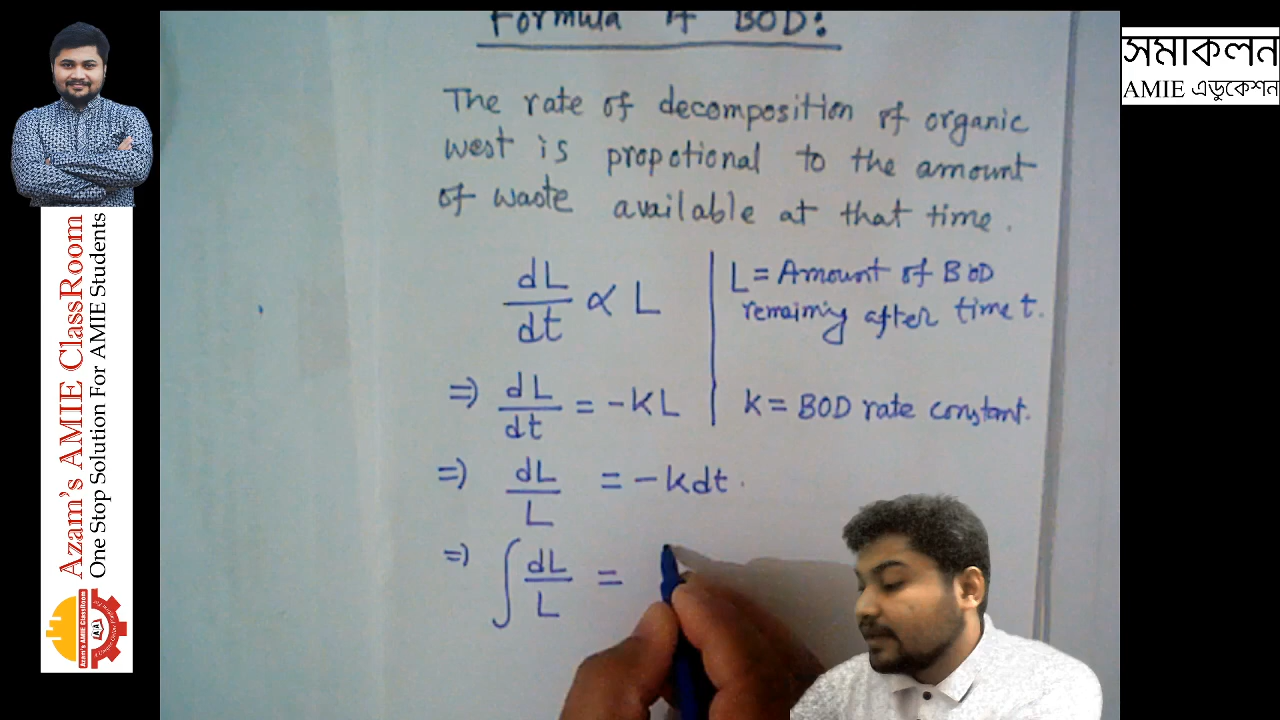 Formula of BOD:
The rate of decomposition of organic
west is propotional to the amount
of waste available at that time.
dL/dt ∝ L
L = Amount of BOD
remaining after time t.
=> dL/dt = -KL
k = BOD rate constant.
=> dL/L = -kdt.
=> ∫ dL/L =
Azam's AMIE ClassRoom
One Stop Solution For AMIE Students
সমাকলন
AMIE এডুকেশন